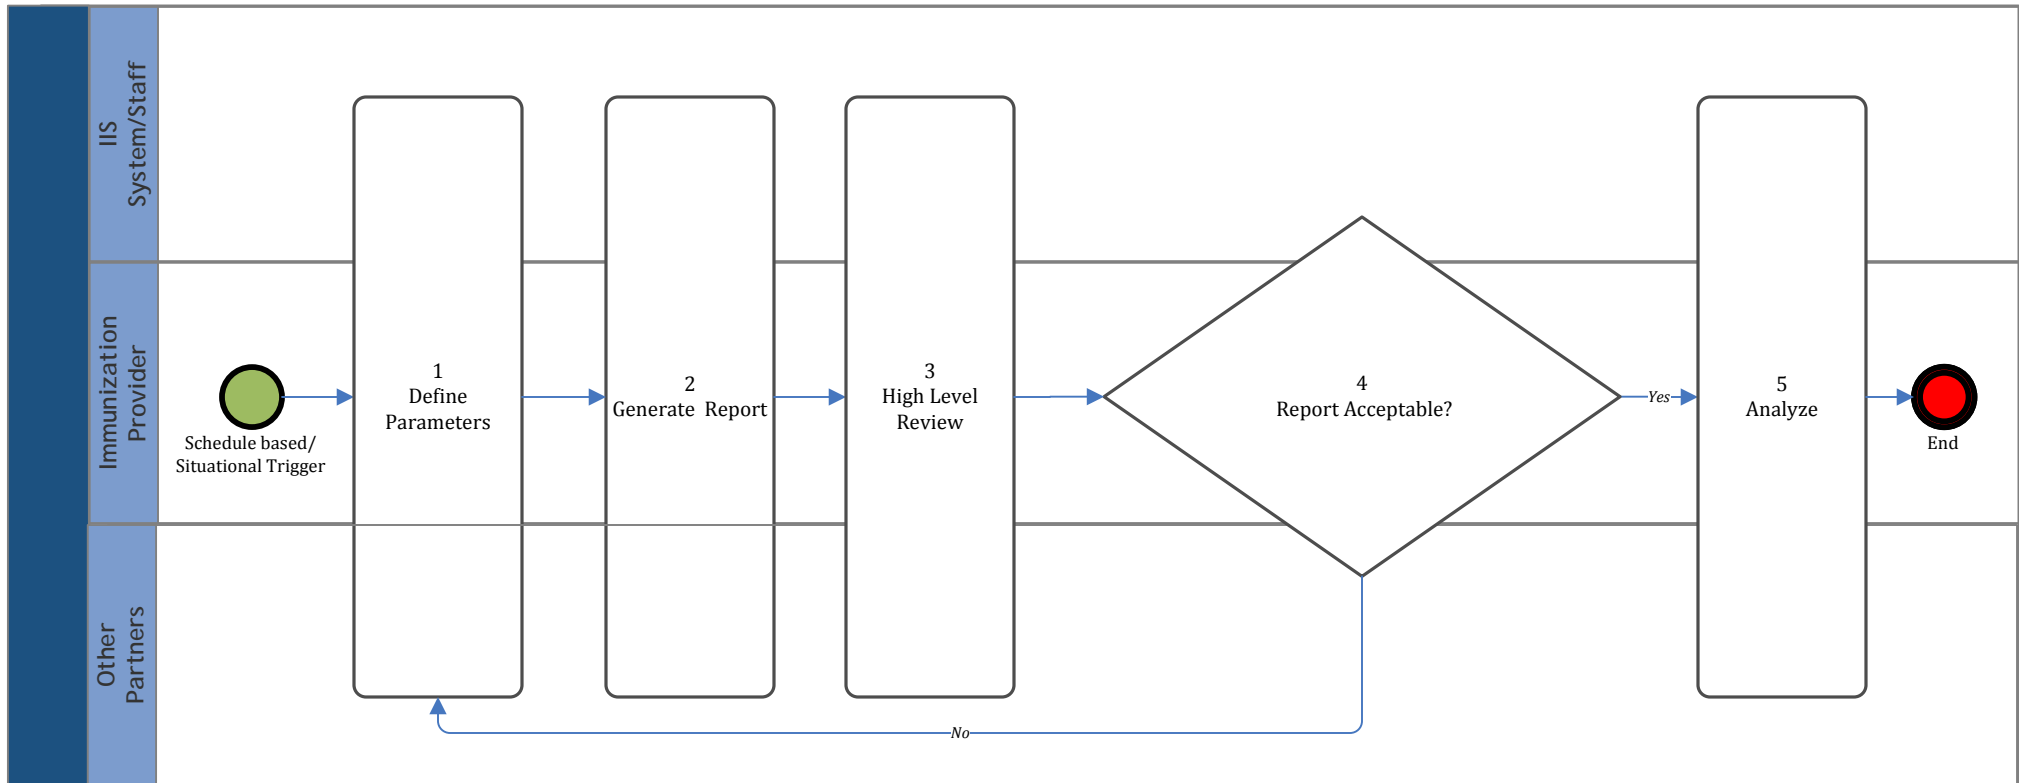 IIS
System/Staff
Immunization
Provider
Other
Partners
Schedule based/
Situational Trigger
1
Define
Parameters
2
Generate  Report
3
High Level
Review
4
Report Acceptable?
Yes
5
Analyze
End
No